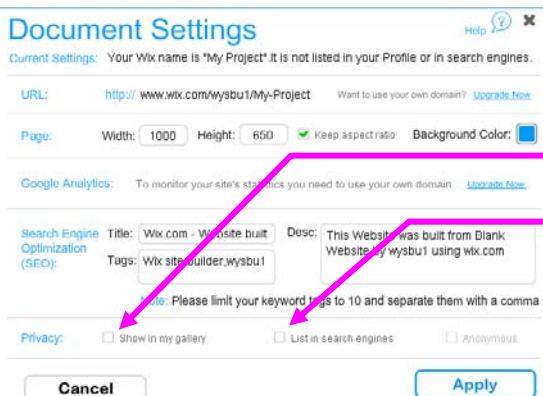 Document Settings
Help ?
Current Settings: Your Wix name is "My Project".It is not listed in your Profile or in search engines.
URL: http:// www.wix.com/wysbu1/My-Project Want to use your own domain? Upgrade Now
Page: Width: 1000 Height: 650 Keep aspect ratio Background Color:
Google Analytics: To monitor your site's statistics you need to use your own domain Upgrade Now
Search Engine Optimization (SEO):
Title: Wix.com - Website built
Tags: Wix site builder,wysbu1
Desc: This Website was built from Blank
Website by wysbu1 using wix.com
Note: Please limit your keyword tags to 10 and separate them with a comma
Privacy: Show in my gallery List in search engines Anonymous
Cancel Apply